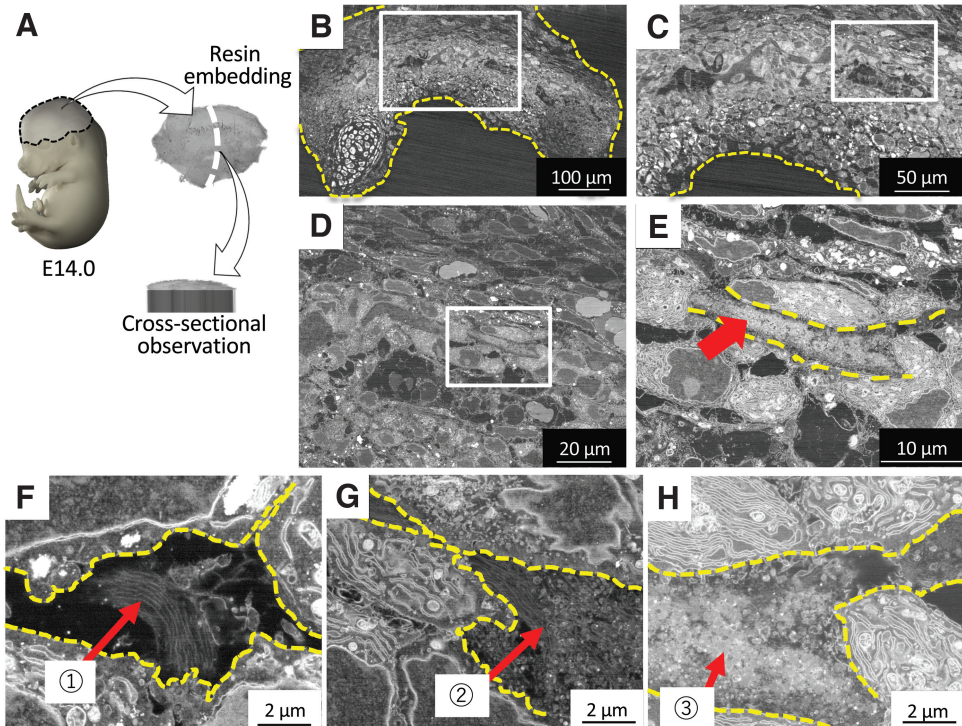 A
Resin
embedding
E14.0
Cross-sectional
observation
B
100 μm
C
50 μm
D
20 μm
E
10 μm
F
①
2 μm
G
②
2 μm
H
③
2 μm